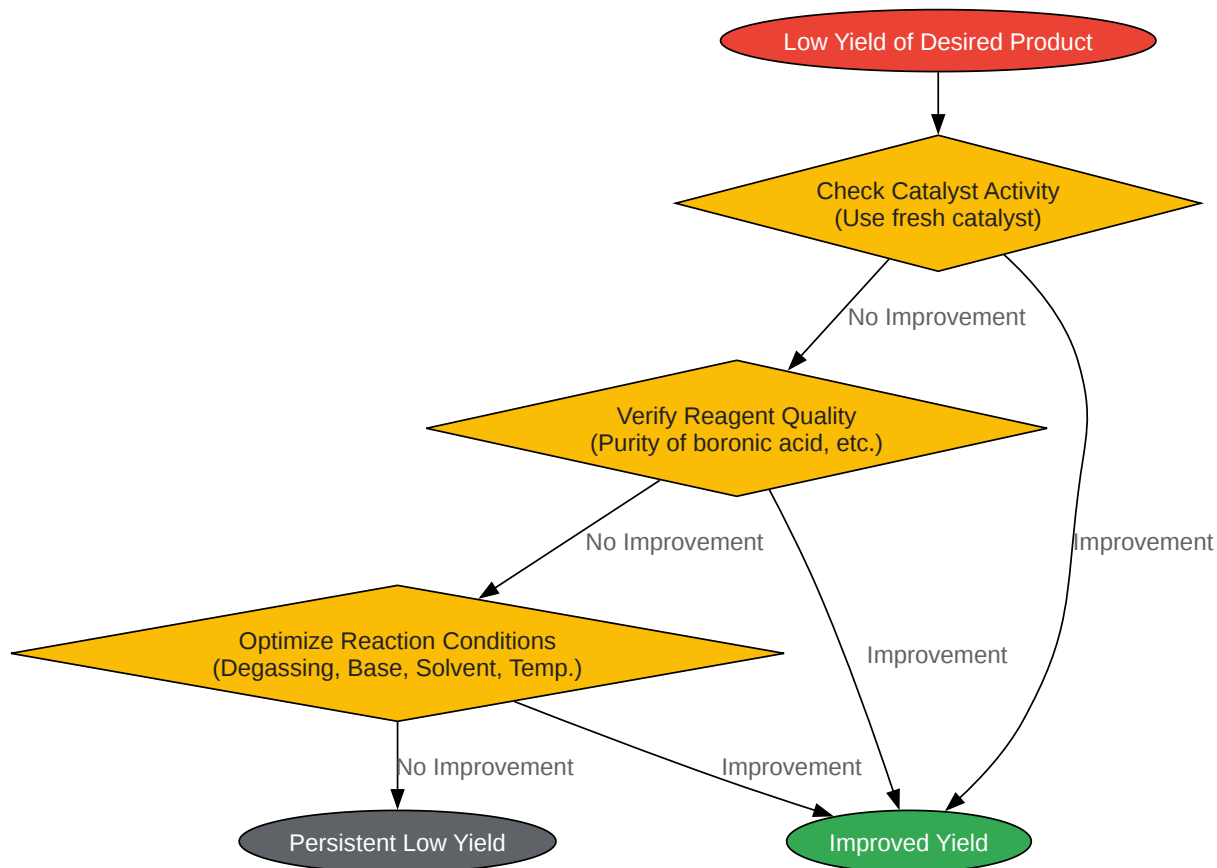 Low Yield of Desired Product
Check Catalyst Activity
(Use fresh catalyst)
No Improvement
Verify Reagent Quality
(Purity of boronic acid, etc.)
No Improvement
Improvement
Optimize Reaction Conditions
(Degassing, Base, Solvent, Temp.)
Improvement
No Improvement
Improvement
Persistent Low Yield
Improved Yield